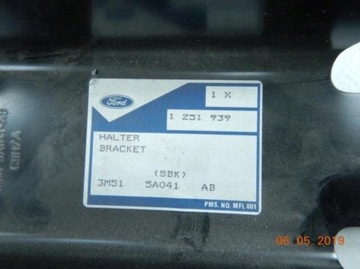 Ford
1 X
1 251 939
HALTER
BRACKET
(SBK)
3M51 5A041 AB
PMS. NO. MFL 001
06.05.2019